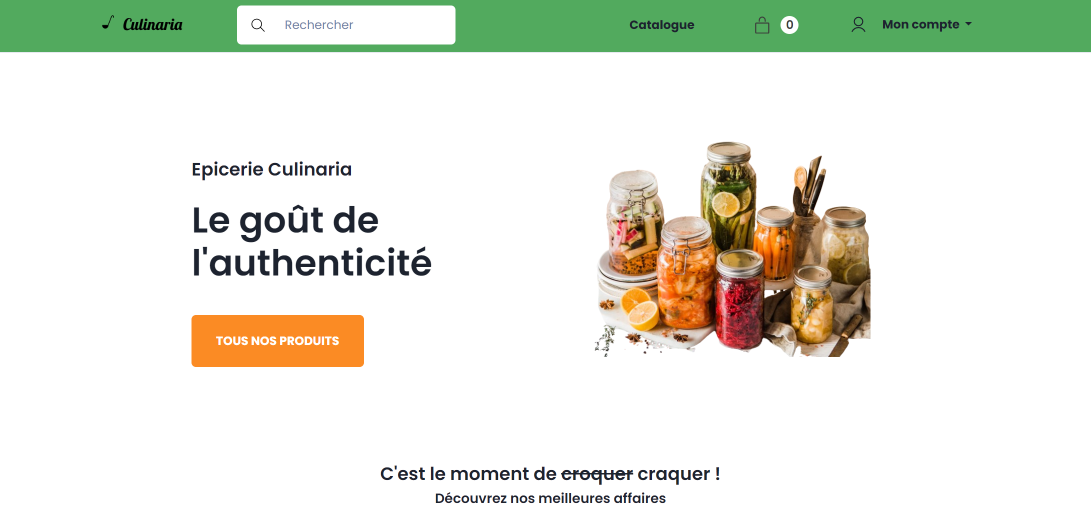 Culinaria
Rechercher
Catalogue
0
Mon compte
Epicerie Culinaria
Le goût de
l'authenticité
TOUS NOS PRODUITS
C'est le moment de croquer craquer !
Découvrez nos meilleures affaires